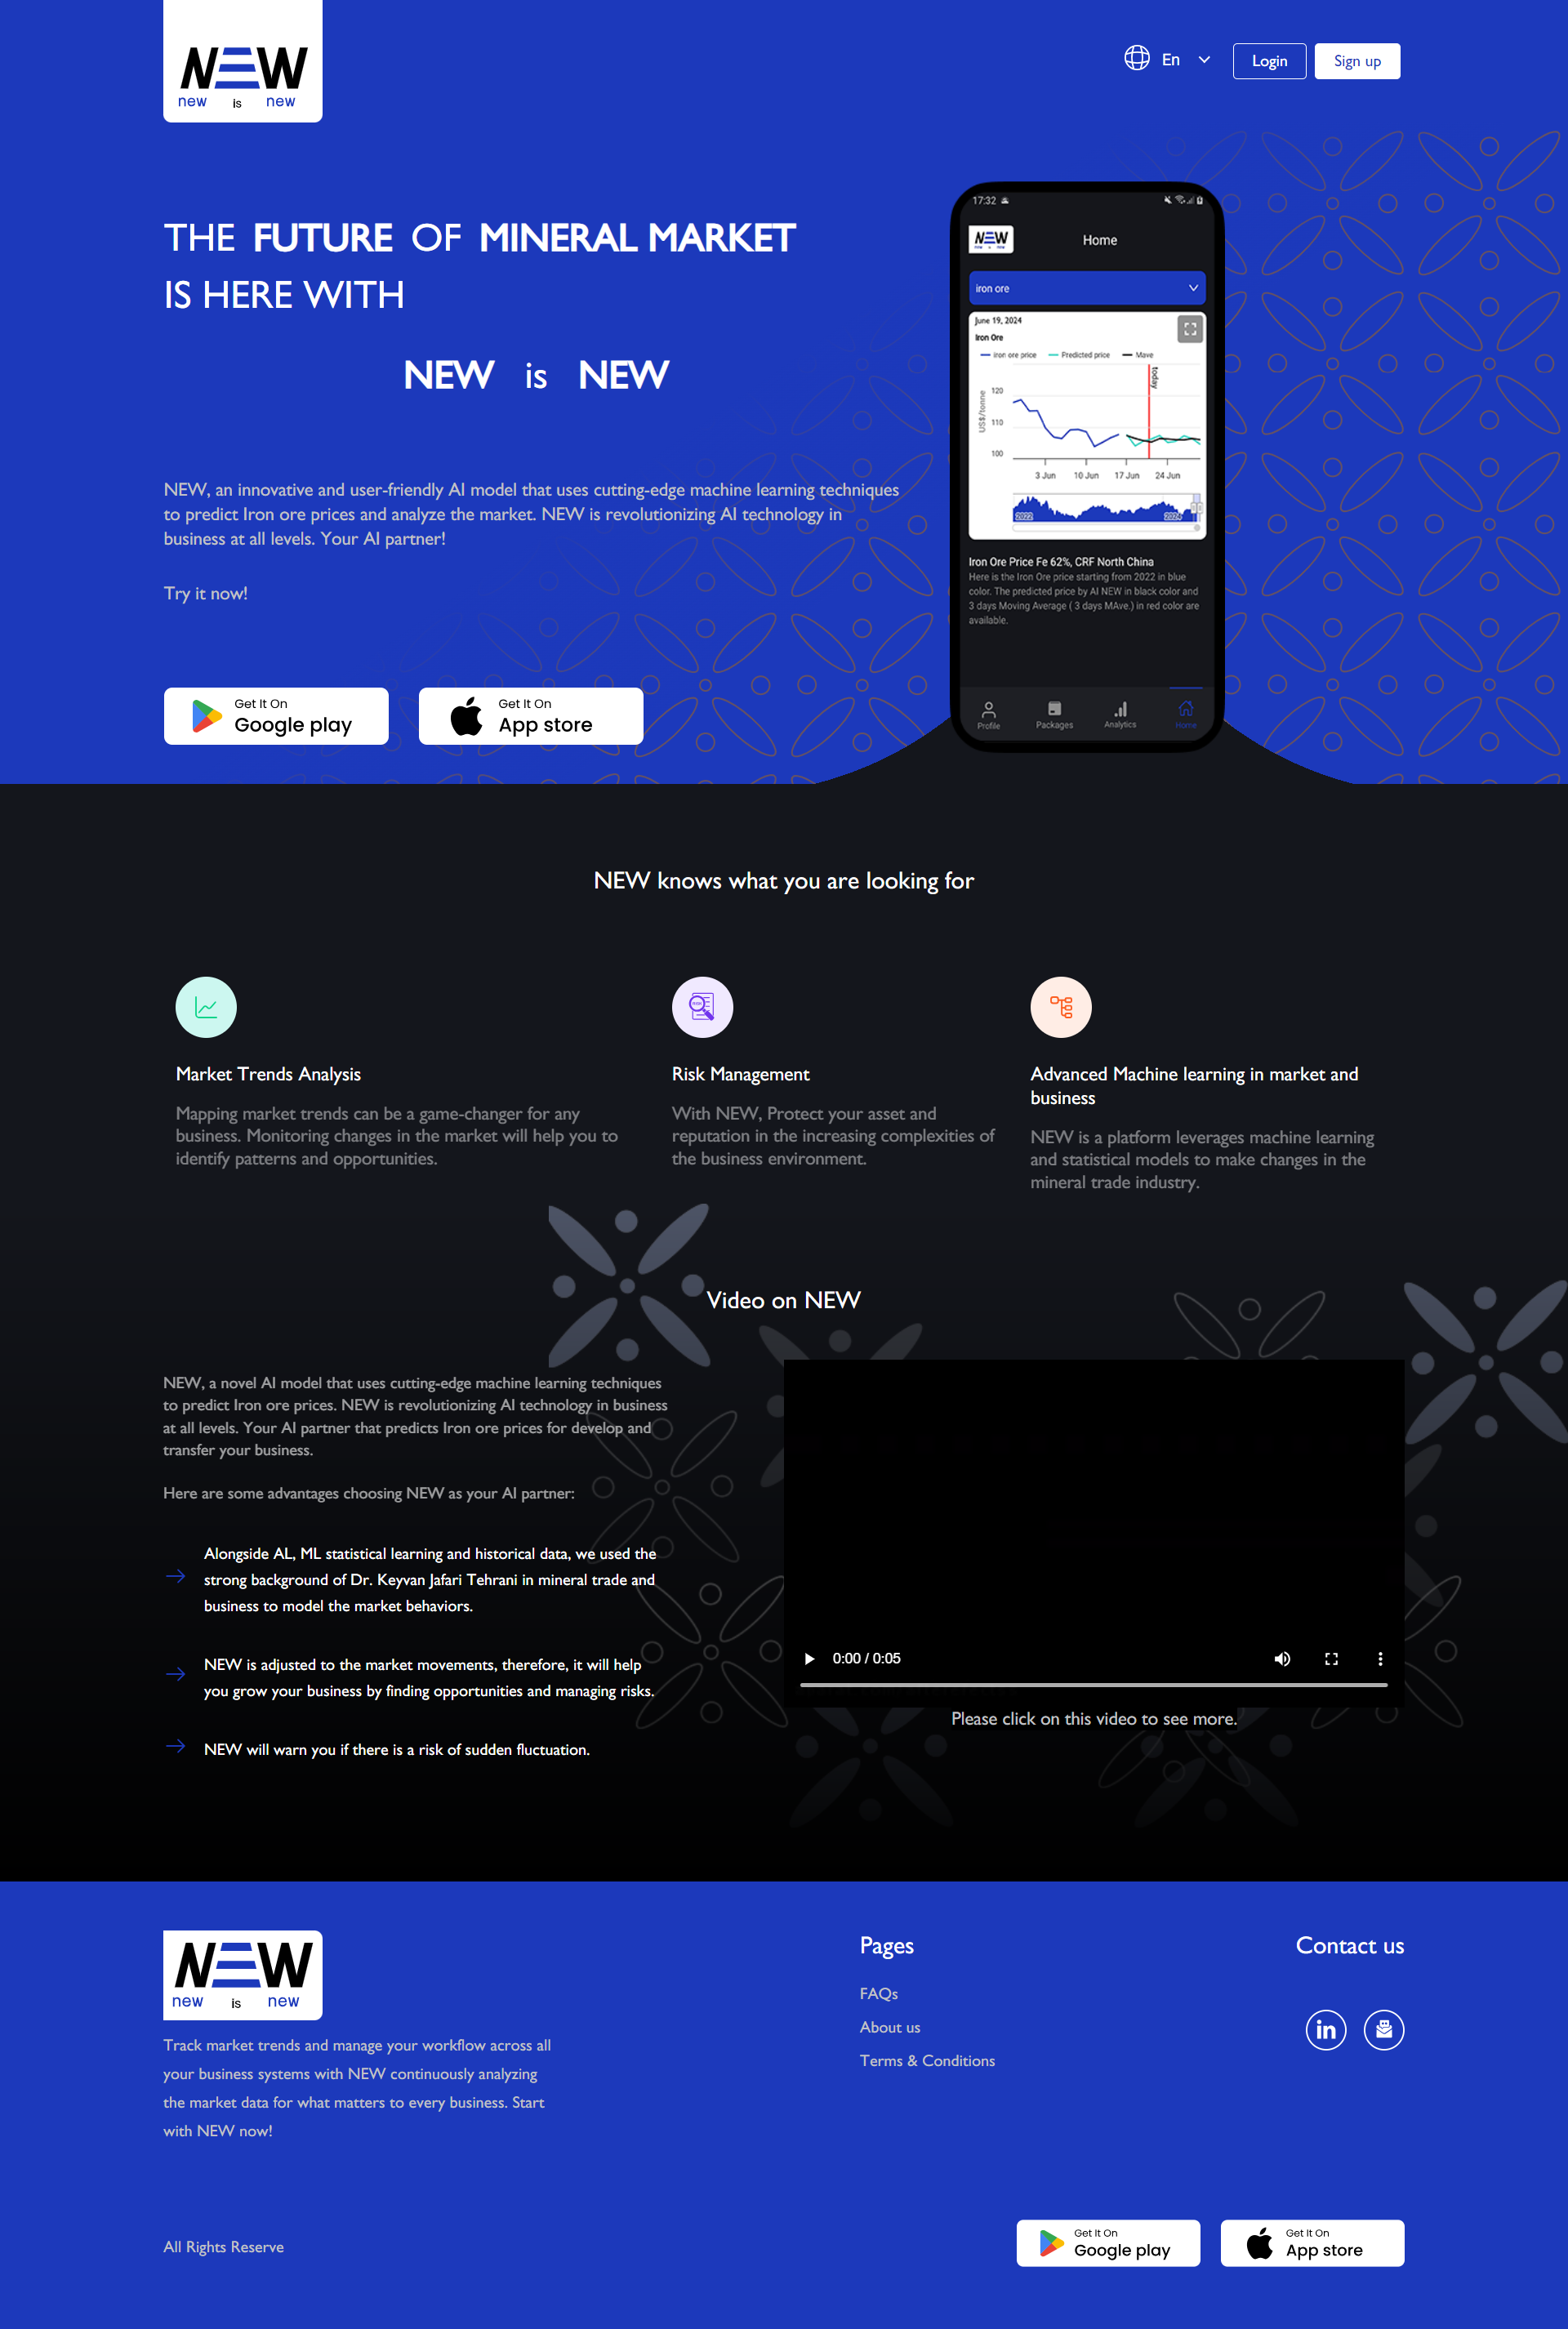 NEW
new is new
En
Login
Sign up
THE FUTURE OF MINERAL MARKET
IS HERE WITH
NEW is NEW
NEW, an innovative and user-friendly AI model that uses cutting-edge machine learning techniques
to predict Iron ore prices and analyze the market. NEW is revolutionizing AI technology in
business at all levels. Your AI partner!
Try it now!
Get It On
Google play
Get It On
App store
17:32
NEW
Home
iron ore
June 19, 2024
Iron Ore
Iron ore price
Predicted price
Mave
today
US$/tonne
120
110
100
3 Jun
10 Jun
17 Jun
24 Jun
2022
2024
Iron Ore Price Fe 62%, CRF North China
Here is the Iron Ore price starting from 2022 in blue
color. The predicted price by AI NEW in black color and
3 days Moving Average ( 3 days MAve.) in red color are
available.
Profile
Packages
Analytics
Home
NEW knows what you are looking for
Market Trends Analysis
Mapping market trends can be a game-changer for any
business. Monitoring changes in the market will help you to
identify patterns and opportunities.
Risk Management
With NEW, Protect your asset and
reputation in the increasing complexities of
the business environment.
Advanced Machine learning in market and
business
NEW is a platform leverages machine learning
and statistical models to make changes in the
mineral trade industry.
Video on NEW
NEW, a novel AI model that uses cutting-edge machine learning techniques
to predict Iron ore prices. NEW is revolutionizing AI technology in business
at all levels. Your AI partner that predicts Iron ore prices for develop and
transfer your business.
Here are some advantages choosing NEW as your AI partner:
Alongside AL, ML statistical learning and historical data, we used the
strong background of Dr. Keyvan Jafari Tehrani in mineral trade and
business to model the market behaviors.
NEW is adjusted to the market movements, therefore, it will help
you grow your business by finding opportunities and managing risks.
NEW will warn you if there is a risk of sudden fluctuation.
0:00 / 0:05
Please click on this video to see more.
NEW
new is new
Track market trends and manage your workflow across all
your business systems with NEW continuously analyzing
the market data for what matters to every business. Start
with NEW now!
Pages
FAQs
About us
Terms & Conditions
Contact us
in
All Rights Reserve
Get It On
Google play
Get It On
App store